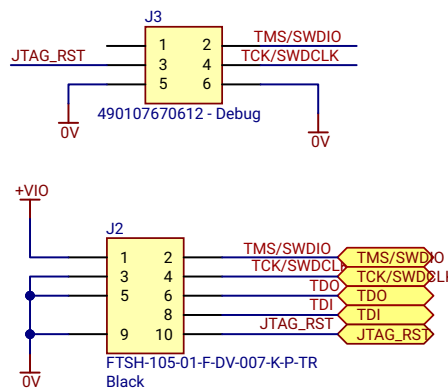 J3
1 2 TMS/SWDIO
JTAG_RST 3 4 TCK/SWDCLK
5 6
490107670612 - Debug
0V 0V
+VIO
J2
1 2 TMS/SWDIO TMS/SWDIO
3 4 TCK/SWDCLK TCK/SWDCLK
5 6 TDO TDO
8 TDI TDI
9 10 JTAG_RST JTAG_RST
FTSH-105-01-F-DV-007-K-P-TR
Black
0V